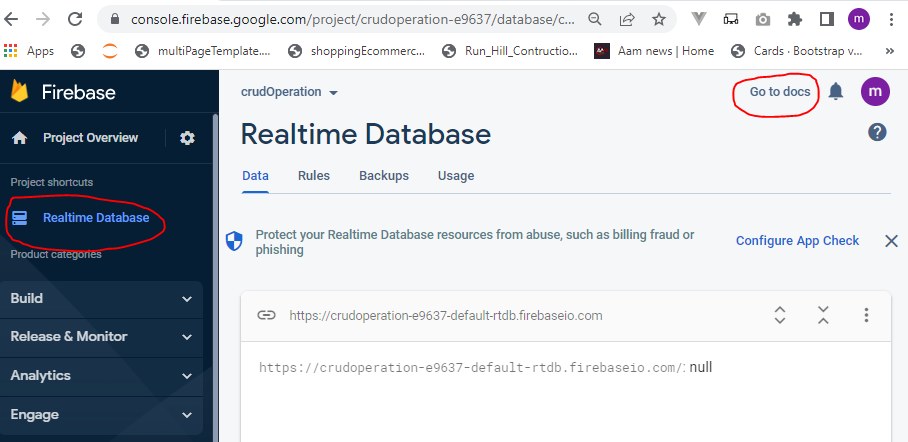 console.firebase.google.com/project/crudoperation-e9637/database/c...
m
Apps
multiPageTemplate....
shoppingEcommerc...
Run_Hill_Contructio...
Aam news | Home
Cards · Bootstrap v...
Firebase
crudOperation
Go to docs
m
Project Overview
Realtime Database
?
Project shortcuts
Data
Rules
Backups
Usage
Realtime Database
Product categories
Protect your Realtime Database resources from abuse, such as billing fraud or
phishing
Configure App Check
Build
Release & Monitor
Analytics
Engage
https://crudoperation-e9637-default-rtdb.firebaseio.com
https://crudoperation-e9637-default-rtdb.firebaseio.com/: null